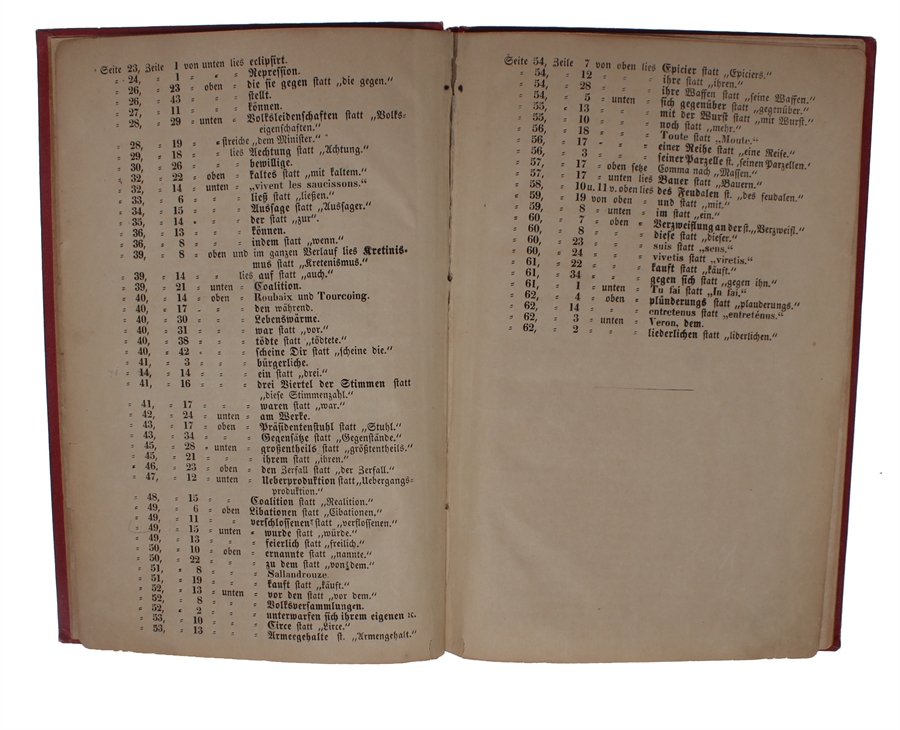 Seite 23, Zeile 1 von unten lies eclipsirt.
„ 24, „ 1 „ „ „ Repression.
„ 26, „ 23 „ oben „ die sie gegen statt „die gegen.“
„ 26, „ 43 „ „ „ stellt.
„ 27, „ 11 „ „ „ können.
„ 28, „ 29 „ unten „ Volksleidenschaften statt „Volks-
eigenschaften.“
„ 28, „ 19 „ „ streiche „dem Minister.“
„ 29, „ 18 „ „ lies Aechtung statt „Achtung.“
„ 30, „ 26 „ „ „ bewillige.
„ 32, „ 22 „ oben „ kaltes statt „mit kaltem.“
„ 32, „ 14 „ unten „ „vivent les saucissons.“
„ 33, „ 6 „ „ „ ließ statt „ließen.“
„ 34, „ 15 „ „ „ Aussage statt „Aussager.“
„ 35, „ 14 „ „ „ der statt „zur“.
„ 36, „ 13 „ „ „ können.
„ 36, „ 8 „ „ „ indem statt „wenn.“
„ 39, „ 8 „ oben und im ganzen Verlauf lies Kretinis-
mus statt „Kretenismus.“
„ 39, „ 14 „ „ lies auf statt „auch.“
„ 39, „ 21 „ unten „ Coalition.
„ 40, „ 14 „ oben „ Roubaix und Tourcoing.
„ 40, „ 17 „ „ „ den während.
„ 40, „ 30 „ „ „ Lebenswärme.
„ 40, „ 31 „ „ „ war statt „vor.“
„ 40, „ 38 „ „ „ tödte statt „tödtete.“
„ 40, „ 42 „ „ „ scheine Dir statt „scheine die.“
„ 41, „ 3 „ „ „ bürgerliche.
„ 14, „ 14 „ „ „ ein statt „drei.“
„ 41, „ 16 „ „ „ drei Viertel der Stimmen statt
„diese Stimmenzahl.“
„ 41, „ 17 „ „ „ waren statt „war.“
„ 42, „ 24 „ unten „ am Werke.
„ 43, „ 17 „ oben „ Präsidentenstuhl statt „Stuhl.“
„ 43, „ 34 „ „ „ Gegensätze statt „Gegenstände.“
„ 45, „ 28 „ unten „ großentheils statt „größtentheils.“
„ 45, „ 21 „ „ „ ihrem statt „ihren.“
„ 46, „ 23 „ oben „ den Zerfall statt „der Zerfall.“
„ 47, „ 12 „ unten „ Ueberproduktion statt „Uebergangs-
produktion.“
„ 48, „ 15 „ „ Coalition statt „Realition.“
„ 49, „ 6 „ oben Libationen statt „Cibationen.“
„ 49, „ 11 „ „ verschlossenen statt „verflossenen.“
„ 49, „ 15 „ unten „ wurde statt „würde.“
„ 49, „ 13 „ „ „ feierlich statt „freilich.“
„ 50, „ 10 „ oben „ ernannte statt „nannte.“
„ 50, „ 22 „ „ „ zu dem statt „von dem.“
„ 51, „ 8 „ „ „ Sallandrouze.
„ 51, „ 19 „ „ „ kauft statt „käuft.“
„ 52, „ 13 „ unten „ vor den statt „vor dem.“
„ 52, „ 8 „ „ „ Volksversammlungen.
„ 52, „ 2 „ „ „ unterwarfen sich ihrem eigenen ꝛc.
„ 53, „ 10 „ „ „ Circe statt „Lirce.“
„ 53, „ 13 „ „ „ Armeegehalte st. „Armengehalt.“
Seite 54, Zeile 7 von oben lies Epicier statt „Epiciers.“
„ 54, „ 12 „ „ „ ihre statt „ihren.“
„ 54, „ 28 „ „ „ ihre Waffen statt „seine Waffen.“
„ 54, „ 5 „ unten „ sich gegenüber statt „gegenüber.“
„ 55, „ 13 „ „ „ mit der Wurst statt „mit Wurst.“
„ 55, „ 10 „ „ „ noch statt „mehr.“
„ 56, „ 18 „ „ „ Toute statt „Moute.“
„ 56, „ 17 „ „ „ einer Reihe statt „eine Reise.“
„ 56, „ 3 „ „ „ seiner Parzelle st. „seinen Parzellen.
„ 57, „ 17 „ oben setze Comma nach „Massen.“
„ 57, „ 17 „ unten lies Bauer statt „Bauern.“
„ 58, „ 10 u. 11 v. oben lies des Feudalen st. „des feudalen.“
„ 59, „ 19 von oben „ und statt „mit.“
„ 59, „ 8 „ unten „ im statt „ein.“
„ 60, „ 7 „ oben „ Verzweiflung an der st. „Verzweifl.“
„ 60, „ 8 „ „ „ diese statt „dieser.“
„ 60, „ 23 „ „ „ suis statt „sens.“
„ 60, „ 24 „ „ „ vivetis statt „viretis.“
„ 61, „ 22 „ „ „ kauft statt „käuft.“
„ 61, „ 34 „ „ „ gegen sich statt „gegen ihn.“
„ 61, „ 1 „ unten „ Tu fai statt „In fai.“
„ 62, „ 4 „ oben „ plünderungs statt „plauderungs.“
„ 62, „ 14 „ „ „ entretenus statt „entreténus.“
„ 62, „ 3 „ unten „ Veron, dem.
„ 62, „ 2 „ „ „ liederlichen statt „liderlichen.“